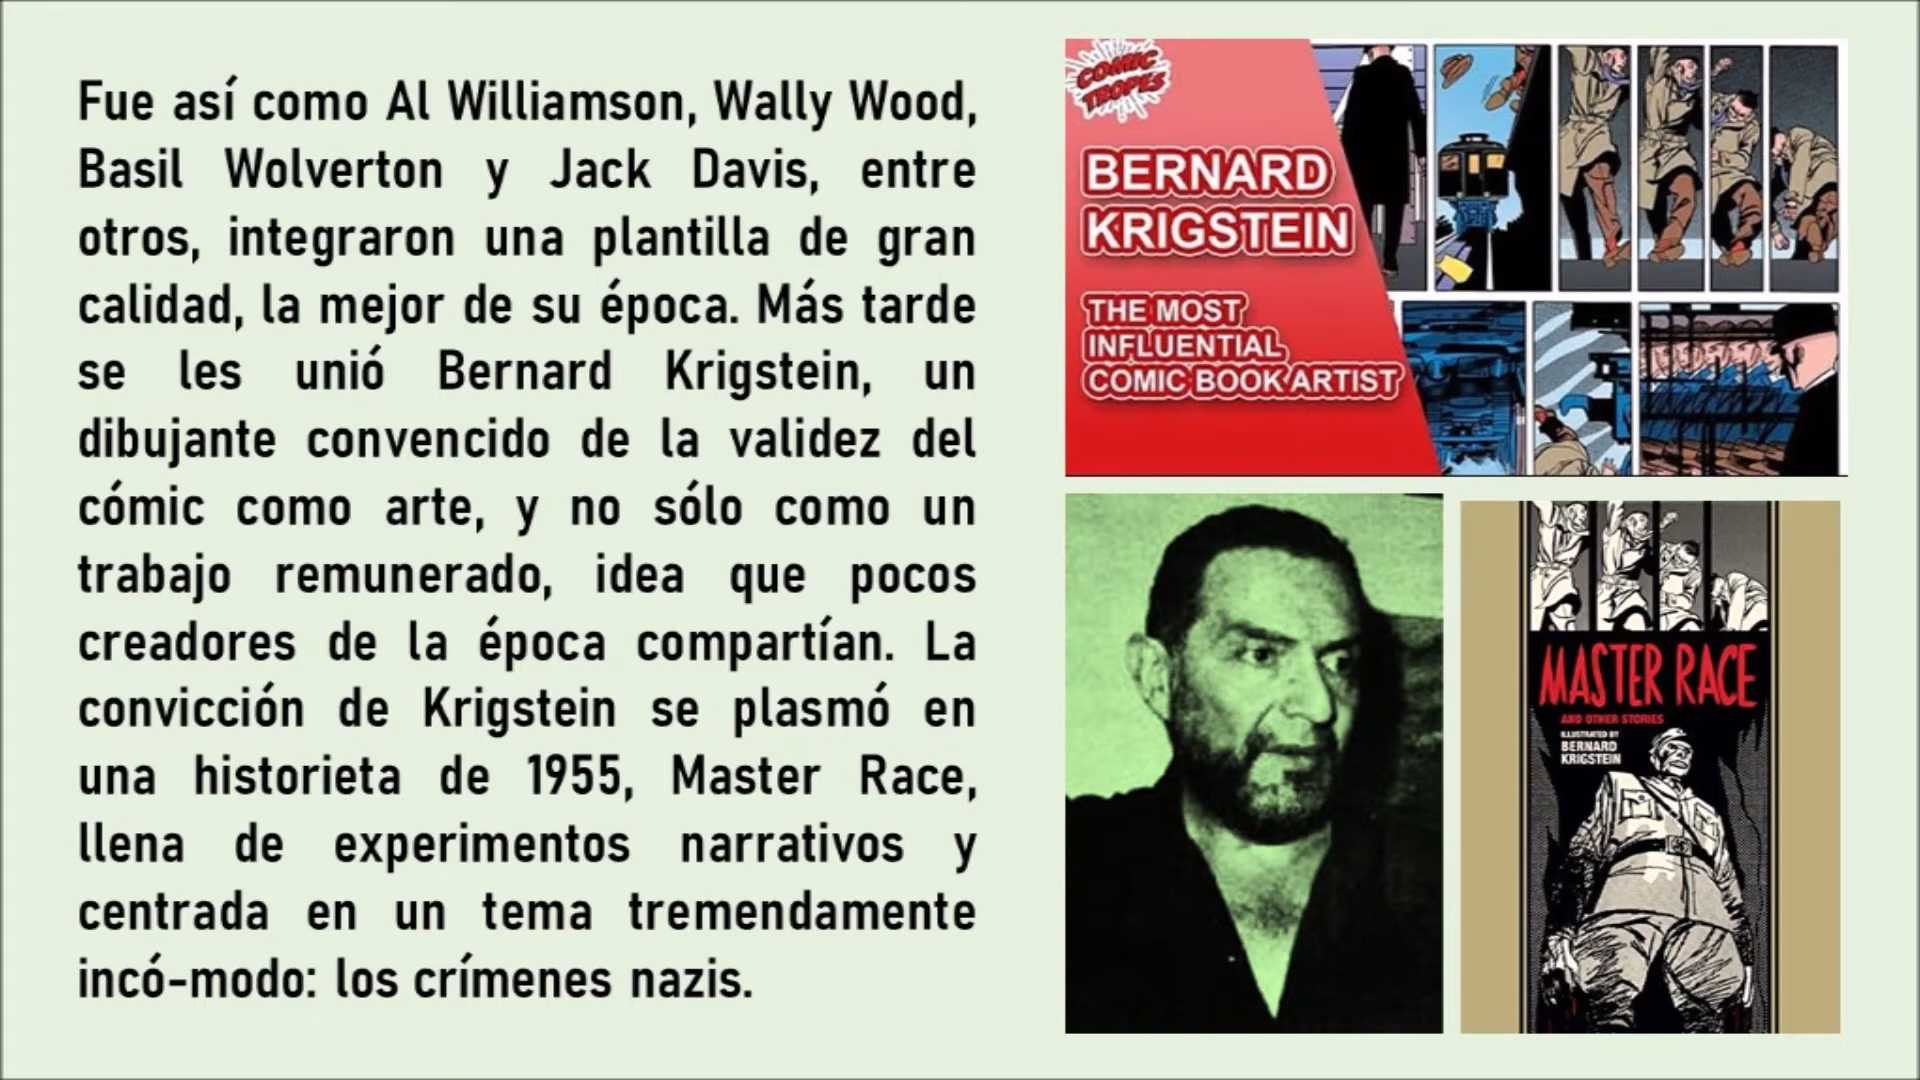 Fue así como Al Williamson, Wally Wood,
Basil Wolverton y Jack Davis, entre
otros, integraron una plantilla de gran
calidad, la mejor de su época. Más tarde
se les unió Bernard Krigstein, un
dibujante convencido de la validez del
cómic como arte, y no sólo como un
trabajo remunerado, idea que pocos
creadores de la época compartían. La
convicción de Krigstein se plasmó en
una historieta de 1955, Master Race,
llena de experimentos narrativos y
centrada en un tema tremendamente
incó-modo: los crímenes nazis.
COMIC
TROPES
BERNARD
KRIGSTEIN
THE MOST
INFLUENTIAL
COMIC BOOK ARTIST
MASTER RACE
AND OTHER STORIES
ILLUSTRATED BY
BERNARD
KRIGSTEIN